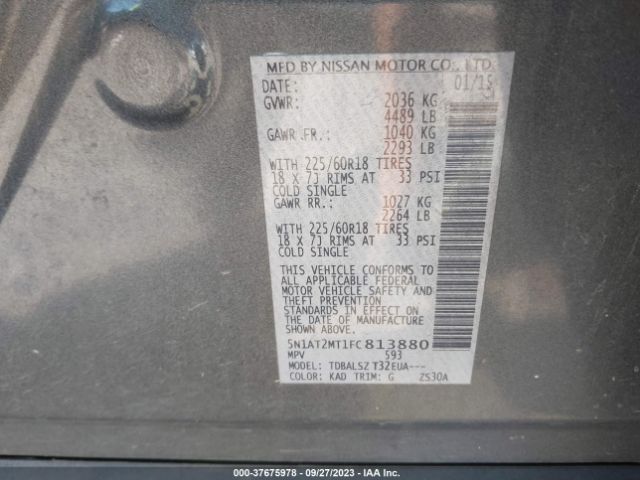 MFD BY NISSAN MOTOR CO., LTD.
DATE: 01/15
GVWR: 2036 KG
4489 LB
GAWR FR.: 1040 KG
2293 LB
WITH 225/60R18 TIRES
18 X 7J RIMS AT 33 PSI
COLD SINGLE
GAWR RR.: 1027 KG
2264 LB
WITH 225/60R18 TIRES
18 X 7J RIMS AT 33 PSI
COLD SINGLE
THIS VEHICLE CONFORMS TO
ALL APPLICABLE FEDERAL
MOTOR VEHICLE SAFETY AND
THEFT PREVENTION
STANDARDS IN EFFECT ON
THE DATE OF MANUFACTURE
SHOWN ABOVE.
5N1AT2MT1FC813880
MPV 593
MODEL: TDBALSZ T32EUA---
COLOR: KAD TRIM: G ZS30A
000-37675978 - 09/27/2023 - IAA Inc.